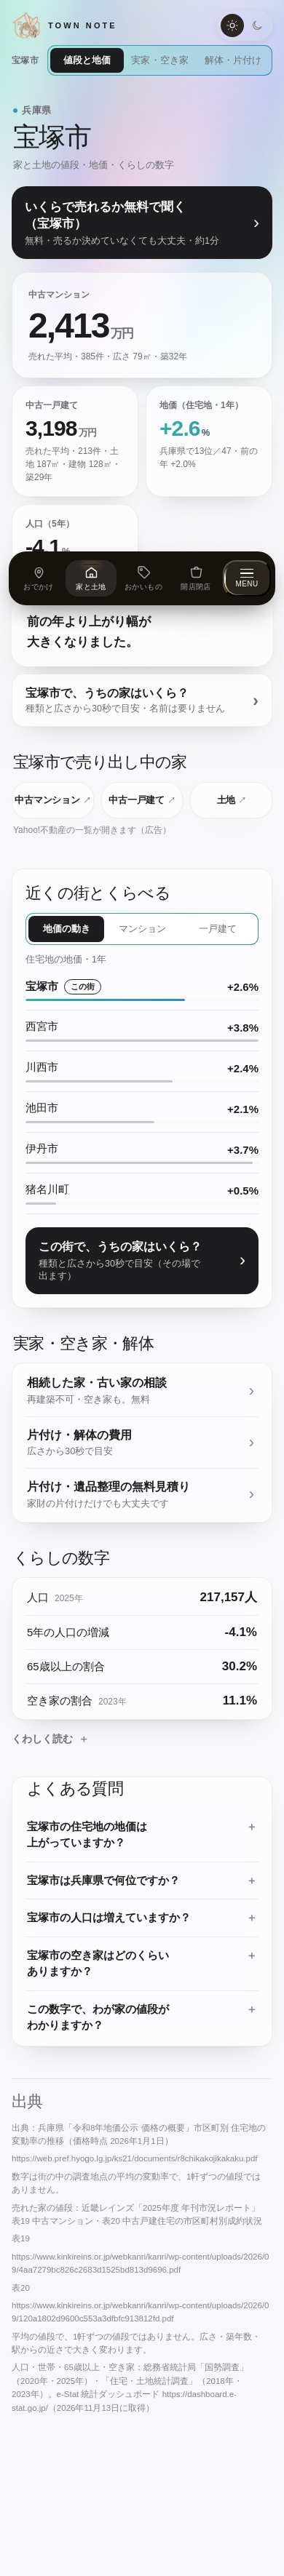 TOWN NOTE
宝塚市
値段と地価
実家・空き家
解体・片付け
兵庫県
宝塚市
家と土地の値段・地価・くらしの数字
いくらで売れるか無料で聞く
（宝塚市）
無料・売るか決めていなくても大丈夫・約1分
中古マンション
2,413万円
売れた平均・385件・広さ 79㎡・築32年
中古一戸建て
3,198万円
売れた平均・213件・土
地 187㎡・建物 128㎡・
築29年
地価（住宅地・1年）
+2.6%
兵庫県で13位／47・前の
年 +2.0%
人口（5年）
-4.1%
おでかけ
家と土地
おかいもの
開店閉店
MENU
前の年より上がり幅が
大きくなりました。
宝塚市で、うちの家はいくら？
種類と広さから30秒で目安・名前は要りません
宝塚市で売り出し中の家
中古マンション ↗
中古一戸建て ↗
土地 ↗
Yahoo!不動産の一覧が開きます（広告）
近くの街とくらべる
地価の動き
マンション
一戸建て
住宅地の地価・1年
宝塚市 この街 +2.6%
西宮市 +3.8%
川西市 +2.4%
池田市 +2.1%
伊丹市 +3.7%
猪名川町 +0.5%
この街で、うちの家はいくら？
種類と広さから30秒で目安（その場で
出ます）
実家・空き家・解体
相続した家・古い家の相談
再建築不可・空き家も。無料
片付け・解体の費用
広さから30秒で目安
片付け・遺品整理の無料見積り
家財の片付けだけでも大丈夫です
くらしの数字
人口 2025年 217,157人
5年の人口の増減 -4.1%
65歳以上の割合 30.2%
空き家の割合 2023年 11.1%
くわしく読む +
よくある質問
宝塚市の住宅地の地価は
上がっていますか？
宝塚市は兵庫県で何位ですか？
宝塚市の人口は増えていますか？
宝塚市の空き家はどのくらい
ありますか？
この数字で、わが家の値段が
わかりますか？
出典
出典：兵庫県「令和8年地価公示 価格の概要」市区町別 住宅地の
変動率の推移（価格時点 2026年1月1日）
https://web.pref.hyogo.lg.jp/ks21/documents/r8chikakojikakaku.pdf
数字は街の中の調査地点の平均の変動率で、1軒ずつの値段では
ありません。
売れた家の値段：近畿レインズ「2025年度 年刊市況レポート」
表19 中古マンション・表20 中古戸建住宅の市区町村別成約状況
表19
https://www.kinkireins.or.jp/webkanri/kanri/wp-content/uploads/2026/0
9/4aa7279bc826c2683d1525bd813d9696.pdf
表20
https://www.kinkireins.or.jp/webkanri/kanri/wp-content/uploads/2026/0
9/120a1802d9600c553a3dfbfc913812fd.pdf
平均の値段で、1軒ずつの値段ではありません。広さ・築年数・
駅からの近さで大きく変わります。
人口・世帯・65歳以上・空き家：総務省統計局「国勢調査」
（2020年・2025年）・「住宅・土地統計調査」（2018年・
2023年）。e-Stat 統計ダッシュボード https://dashboard.e-
stat.go.jp/（2026年11月13日に取得）